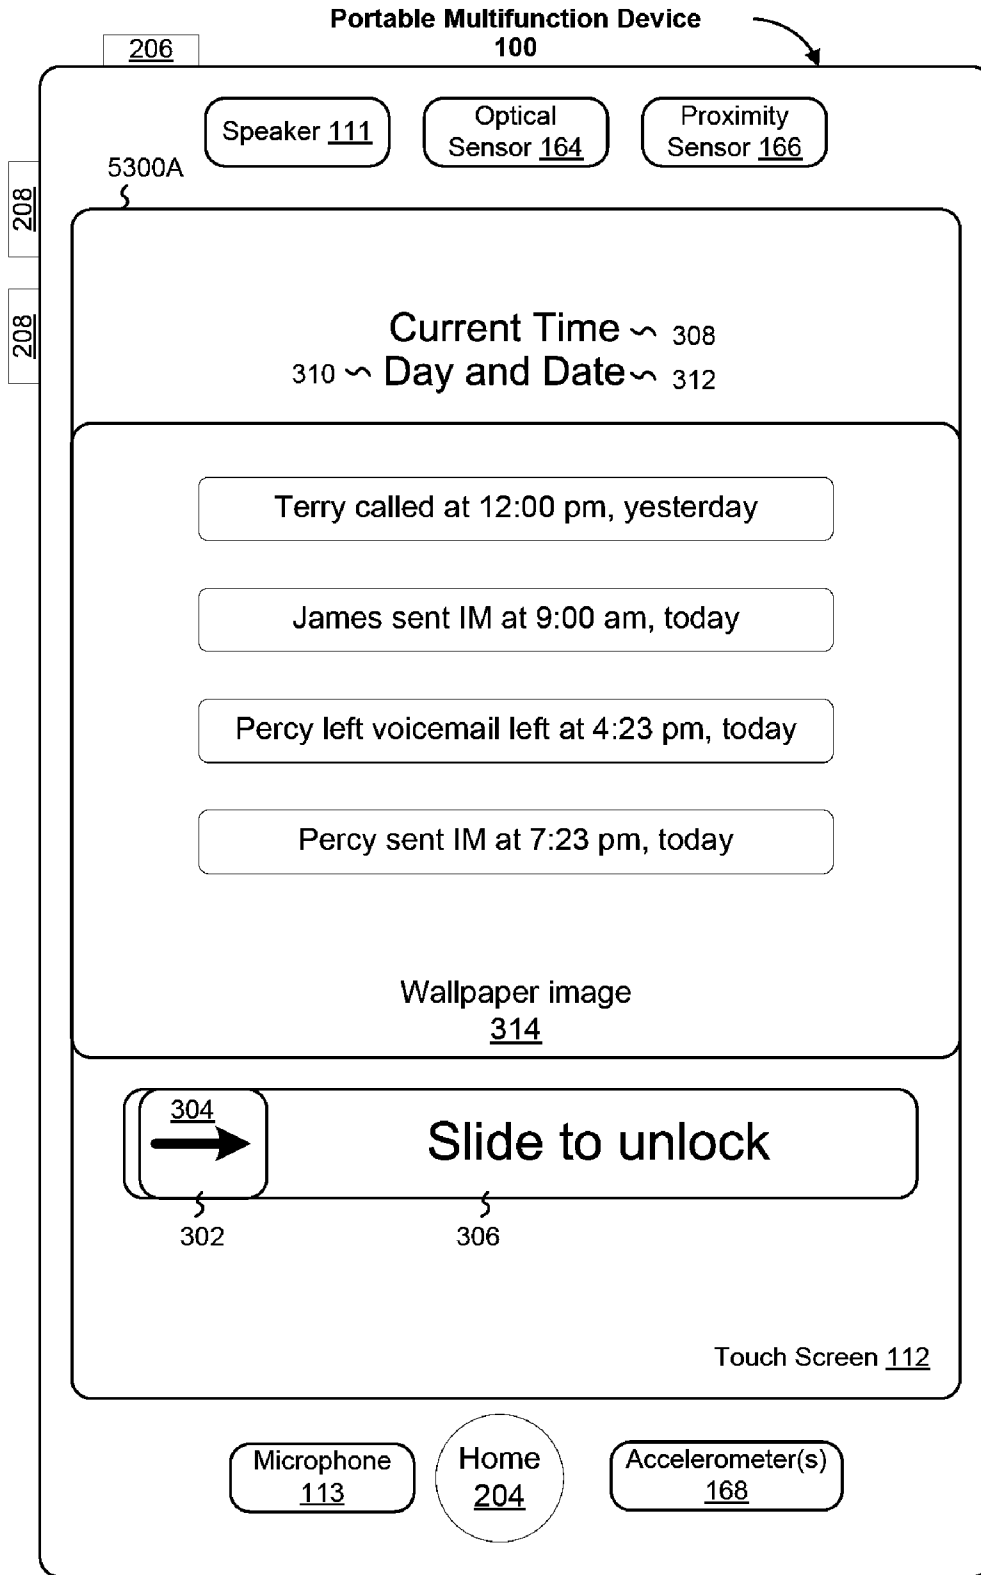 Portable Multifunction Device
100
206
Speaker 111
Optical
Sensor 164
Proximity
Sensor 166
5300A
208
208
Current Time 308
310 Day and Date 312
Terry called at 12:00 pm, yesterday
James sent IM at 9:00 am, today
Percy left voicemail left at 4:23 pm, today
Percy sent IM at 7:23 pm, today
Wallpaper image
314
304
Slide to unlock
302
306
Touch Screen 112
Microphone
113
Home
204
Accelerometer(s)
168